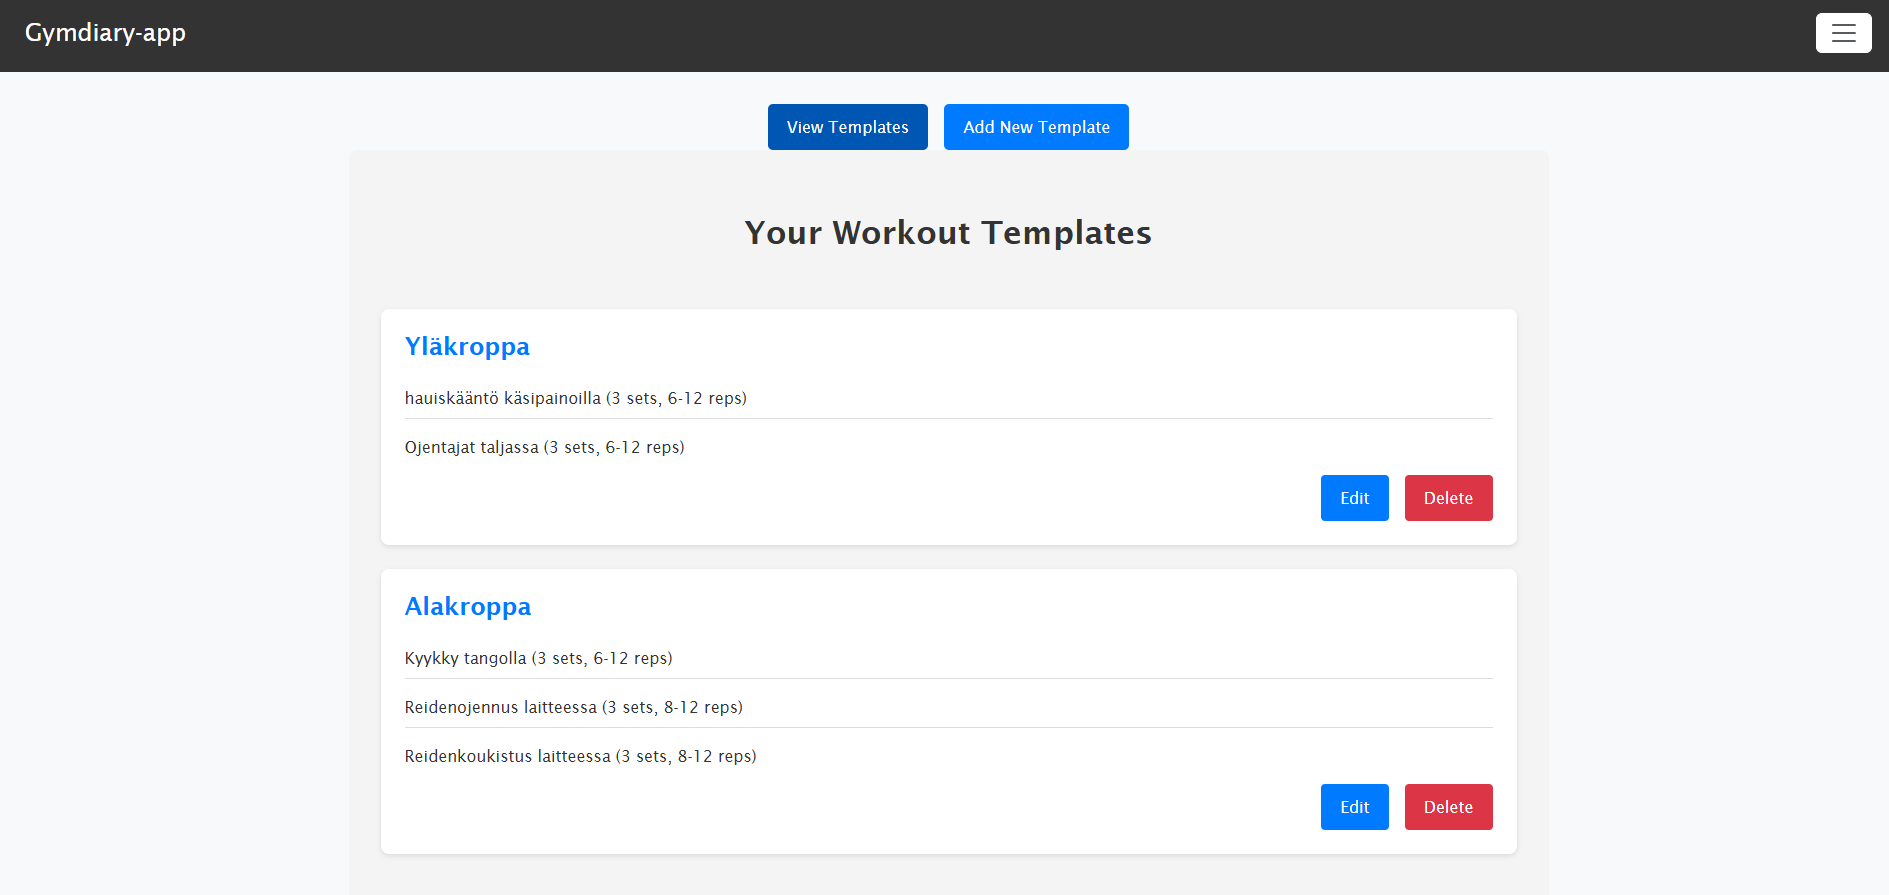 Gymdiary-app
View Templates
Add New Template
Your Workout Templates
Yläkroppa
hauiskääntö käsipainoilla (3 sets, 6-12 reps)
Ojentajat taljassa (3 sets, 6-12 reps)
Edit
Delete
Alakroppa
Kyykky tangolla (3 sets, 6-12 reps)
Reidenojennus laitteessa (3 sets, 8-12 reps)
Reidenkoukistus laitteessa (3 sets, 8-12 reps)
Edit
Delete